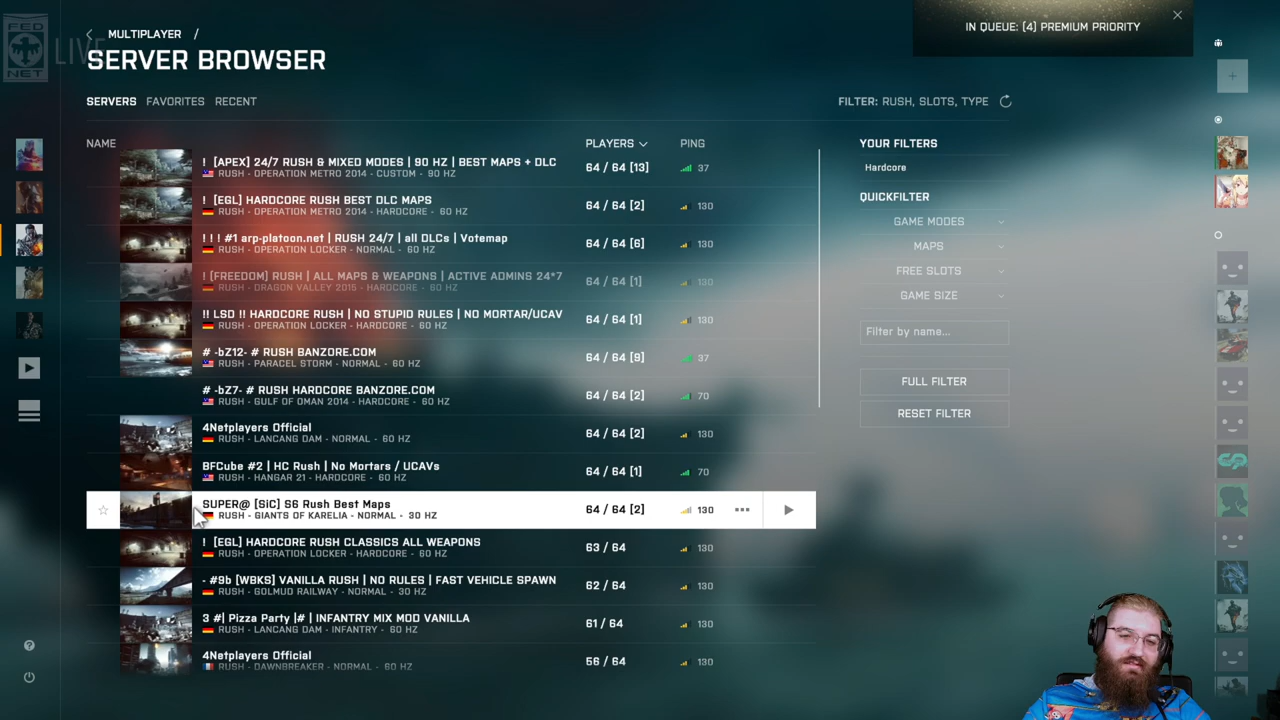 FED
NET
LIVE
MULTIPLAYER /
SERVER BROWSER
IN QUEUE: [4] PREMIUM PRIORITY
SERVERS FAVORITES RECENT
FILTER: RUSH, SLOTS, TYPE
NAME PLAYERS PING
! [APEX] 24/7 RUSH & MIXED MODES | 90 HZ | BEST MAPS + DLC 64 / 64 [13] 37
RUSH - OPERATION METRO 2014 - CUSTOM - 90 HZ
! [EGL] HARDCORE RUSH BEST DLC MAPS 64 / 64 [2] 130
RUSH - OPERATION METRO 2014 - HARDCORE - 60 HZ
! ! ! #1 arp-platoon.net | RUSH 24/7 | all DLCs | Votemap 64 / 64 [6] 130
RUSH - OPERATION LOCKER - NORMAL - 60 HZ
! [FREEDOM] RUSH | ALL MAPS & WEAPONS | ACTIVE ADMINS 24*7 64 / 64 [1] 130
RUSH - DRAGON VALLEY 2015 - HARDCORE - 60 HZ
!! LSD !! HARDCORE RUSH | NO STUPID RULES | NO MORTAR/UCAV 64 / 64 [1] 130
RUSH - OPERATION LOCKER - HARDCORE - 60 HZ
# -bZ12- # RUSH BANZORE.COM 64 / 64 [9] 37
RUSH - PARACEL STORM - NORMAL - 60 HZ
# -bZ7- # RUSH HARDCORE BANZORE.COM 64 / 64 [2] 70
RUSH - GULF OF OMAN 2014 - HARDCORE - 60 HZ
4Netplayers Official 64 / 64 [2] 130
RUSH - LANCANG DAM - NORMAL - 60 HZ
BFCube #2 | HC Rush | No Mortars / UCAVs 64 / 64 [1] 70
RUSH - HANGAR 21 - HARDCORE - 60 HZ
SUPER@ [SiC] S6 Rush Best Maps 64 / 64 [2] 130
RUSH - GIANTS OF KARELIA - NORMAL - 30 HZ
! [EGL] HARDCORE RUSH CLASSICS ALL WEAPONS 63 / 64 130
RUSH - OPERATION LOCKER - HARDCORE - 60 HZ
- #9b [WBKS] VANILLA RUSH | NO RULES | FAST VEHICLE SPAWN 62 / 64 130
RUSH - GOLMUD RAILWAY - NORMAL - 30 HZ
3 #| Pizza Party |# | INFANTRY MIX MOD VANILLA 61 / 64 130
RUSH - LANCANG DAM - INFANTRY - 60 HZ
4Netplayers Official 56 / 64 130
RUSH - DAWNBREAKER - NORMAL - 60 HZ
YOUR FILTERS
Hardcore
QUICKFILTER
GAME MODES
MAPS
FREE SLOTS
GAME SIZE
Filter by name...
FULL FILTER
RESET FILTER